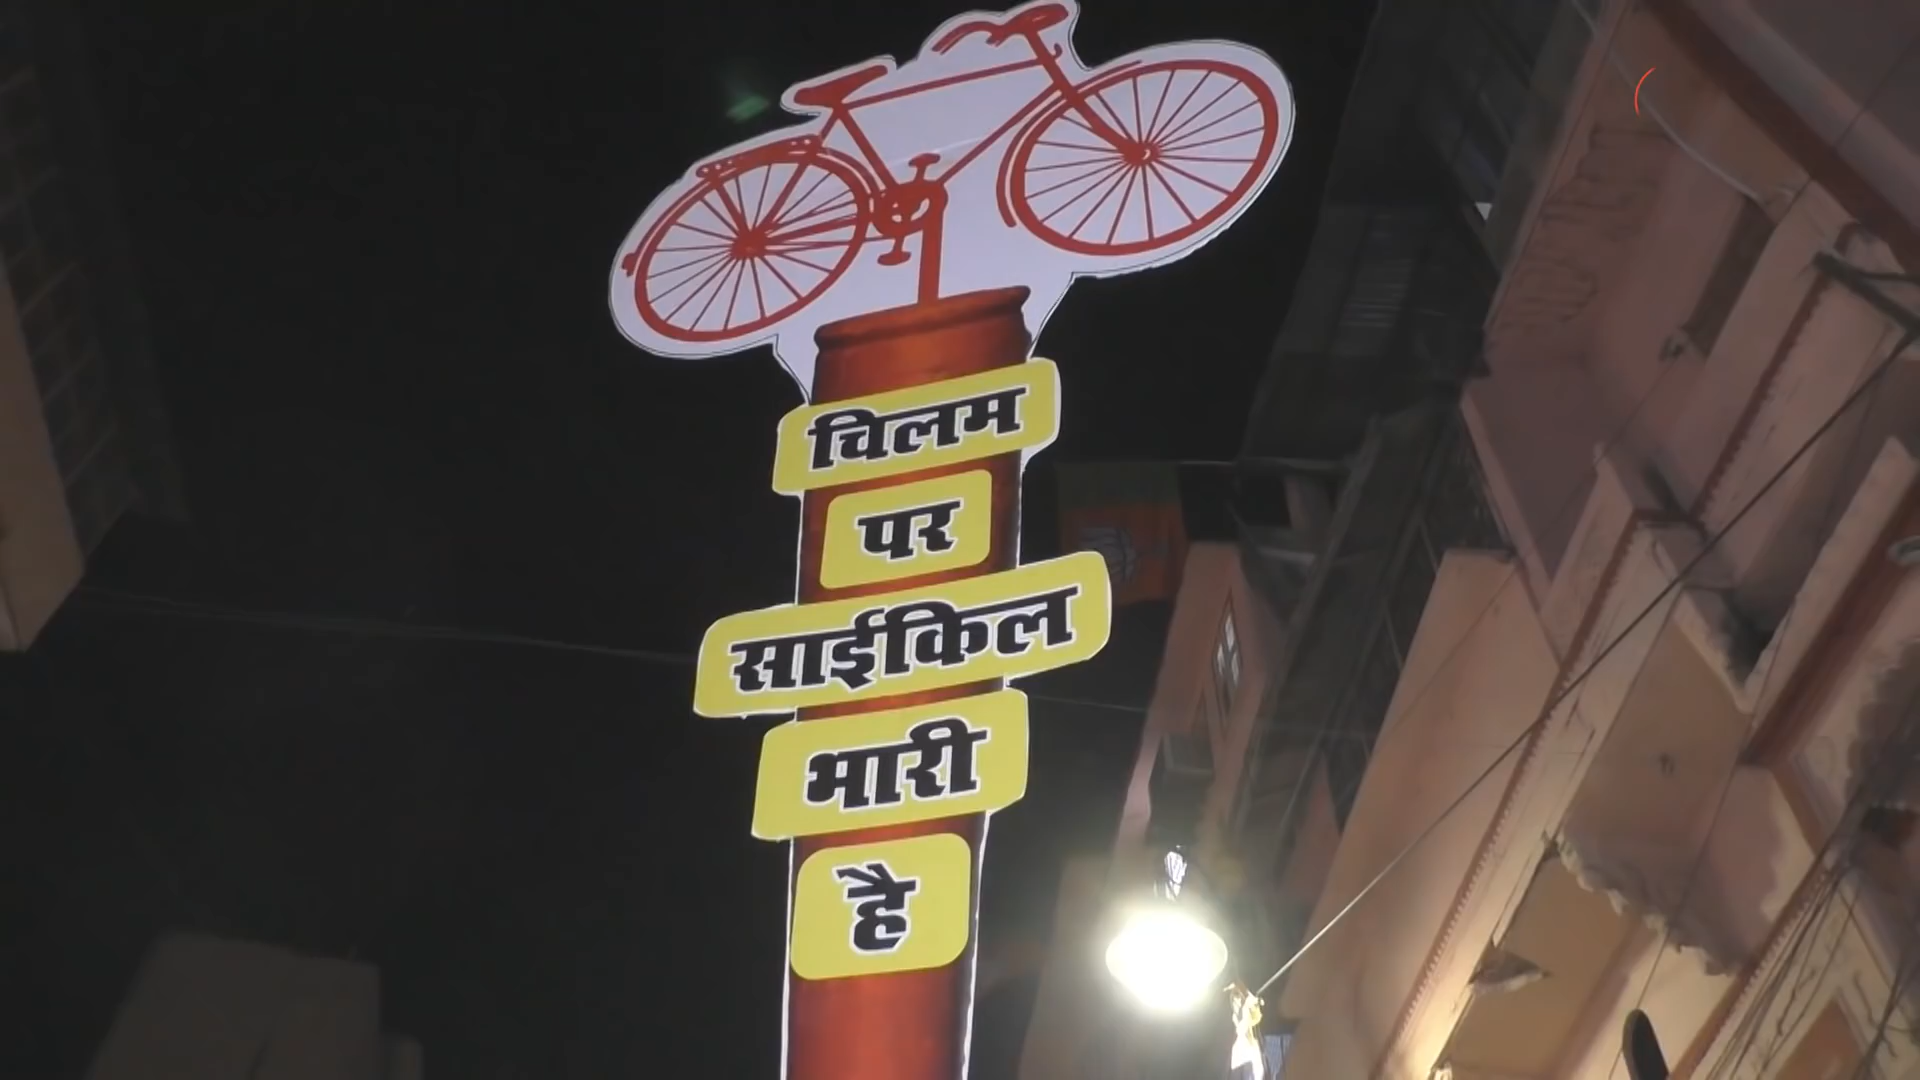 चिलम
पर
साईकिल
भारी
है